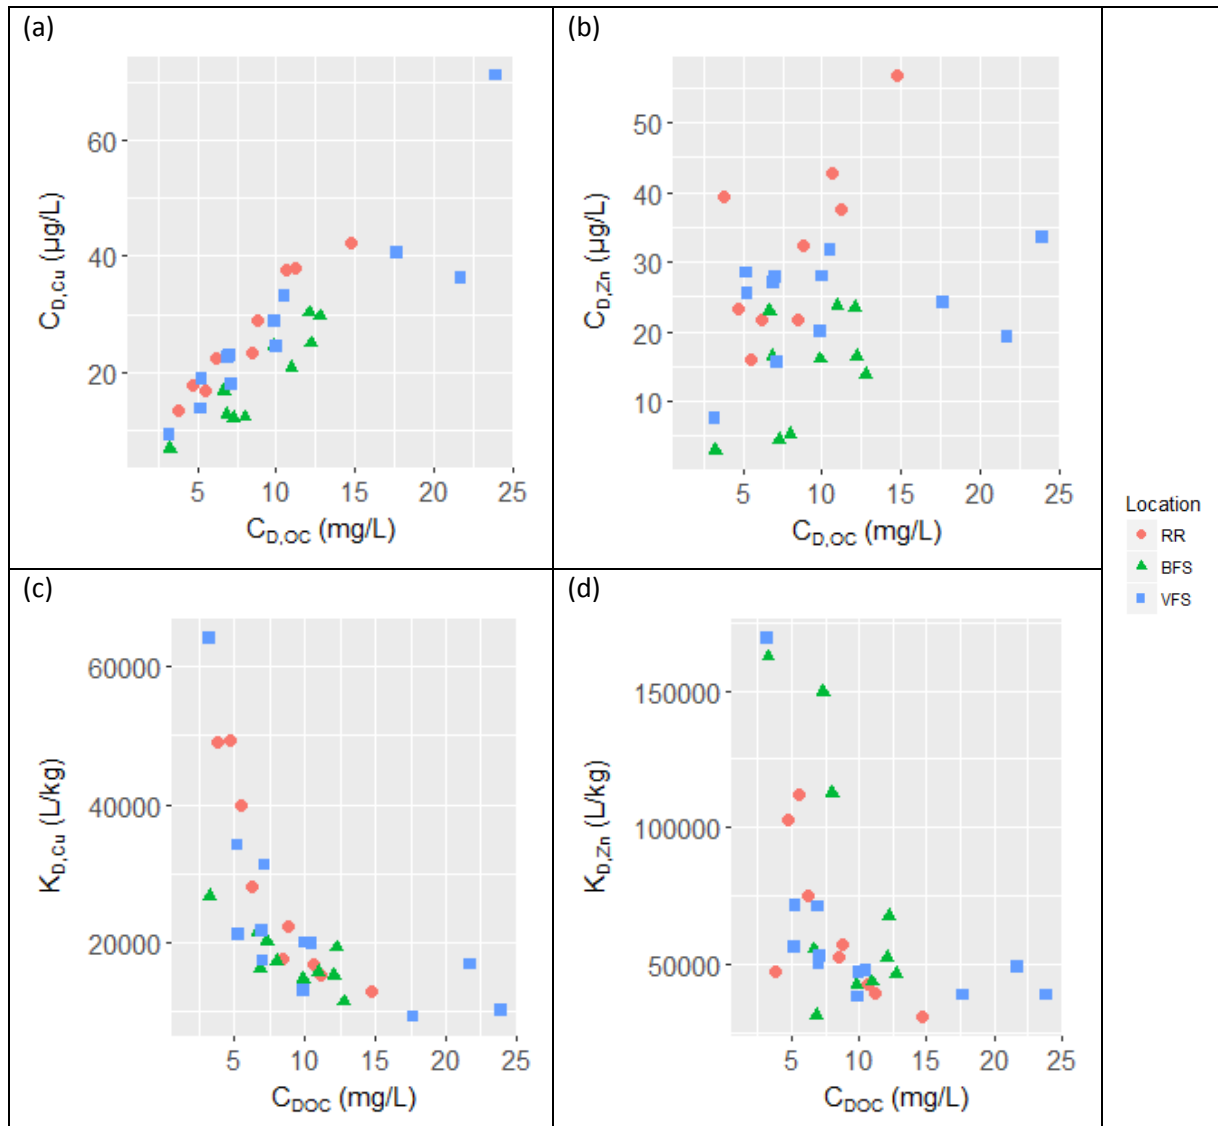 (a)
60
40
20
C_D,Cu (µg/L)
5 10 15 20 25
C_D,OC (mg/L)
(b)
50
40
30
20
10
C_D,Zn (µg/L)
5 10 15 20 25
C_D,OC (mg/L)
(c)
60000
40000
20000
K_D,Cu (L/kg)
5 10 15 20 25
C_DOC (mg/L)
(d)
150000
100000
50000
K_D,Zn (L/kg)
5 10 15 20 25
C_DOC (mg/L)
Location
RR
BFS
VFS